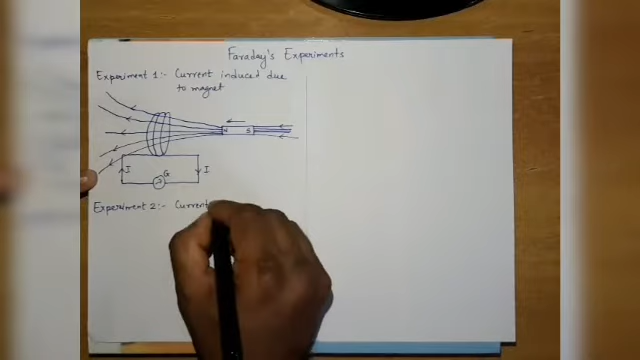 Faraday's Experiments
Experiment 1:- Current induced due
to magnet
N S
G
I I
Experiment 2:- Current